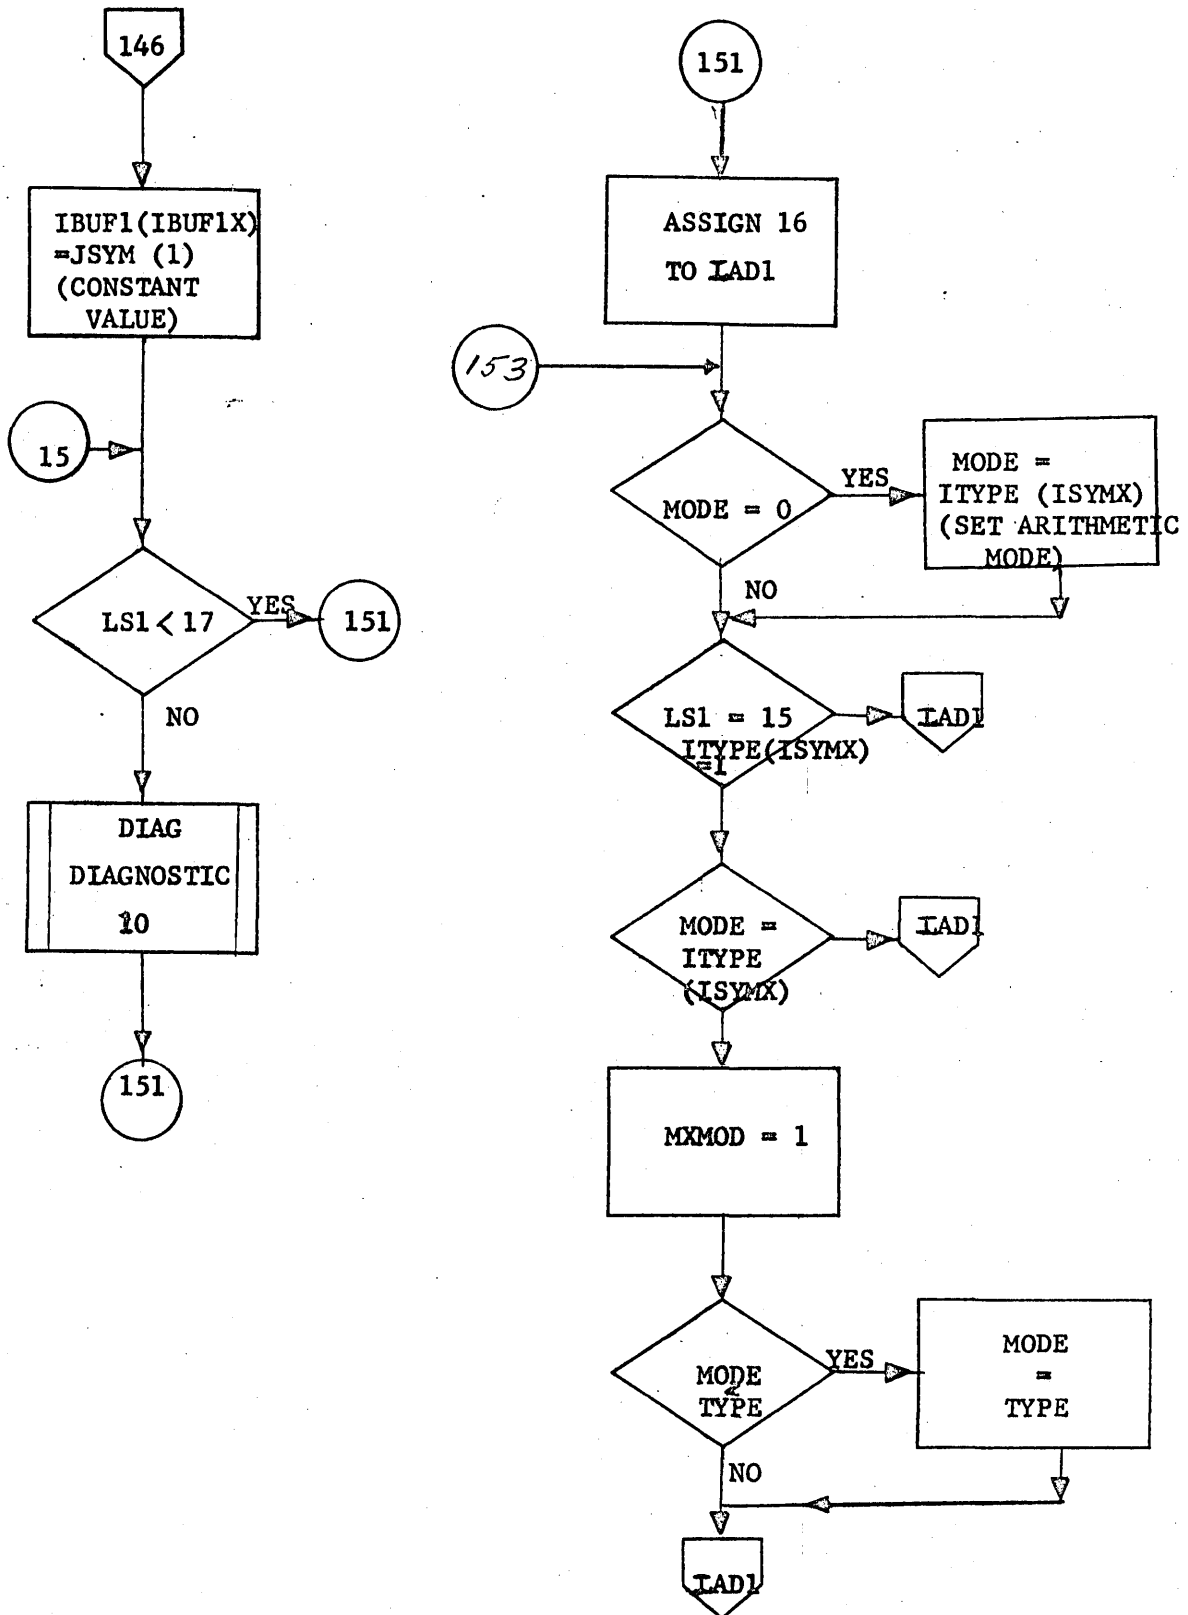 146
IBUF1(IBUF1X)
=JSYM (1)
(CONSTANT
VALUE)
15
LS1 < 17
YES
151
NO
DIAG
DIAGNOSTIC
10
151
151
ASSIGN 16
TO IAD1
153
MODE = 0
YES
MODE =
ITYPE (ISYMX)
(SET ARITHMETIC
MODE)
NO
LS1 = 15
ITYPE(ISYMX)
=1
IAD1
MODE =
ITYPE
(ISYMX)
IAD1
MXMOD = 1
MODE
<
TYPE
YES
MODE
=
TYPE
NO
IAD1